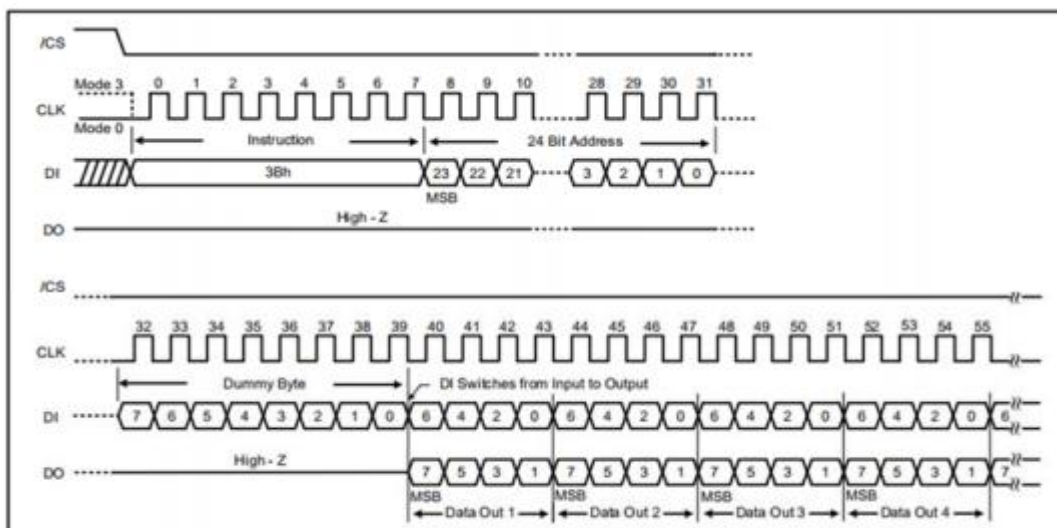 /CS
Mode 3 0 1 2 3 4 5 6 7 8 9 10 28 29 30 31
CLK
Mode 0
Instruction 24 Bit Address
DI 3Bh 23 22 21 3 2 1 0
MSB
High - Z
DO
/CS
32 33 34 35 36 37 38 39 40 41 42 43 44 45 46 47 48 49 50 51 52 53 54 55
CLK
Dummy Byte DI Switches from Input to Output
DI 7 6 5 4 3 2 1 0 6 4 2 0 6 4 2 0 6 4 2 0 6 4 2 0 6
High - Z
DO 7 5 3 1 7 5 3 1 7 5 3 1 7 5 3 1 7
MSB MSB MSB MSB
Data Out 1 Data Out 2 Data Out 3 Data Out 4